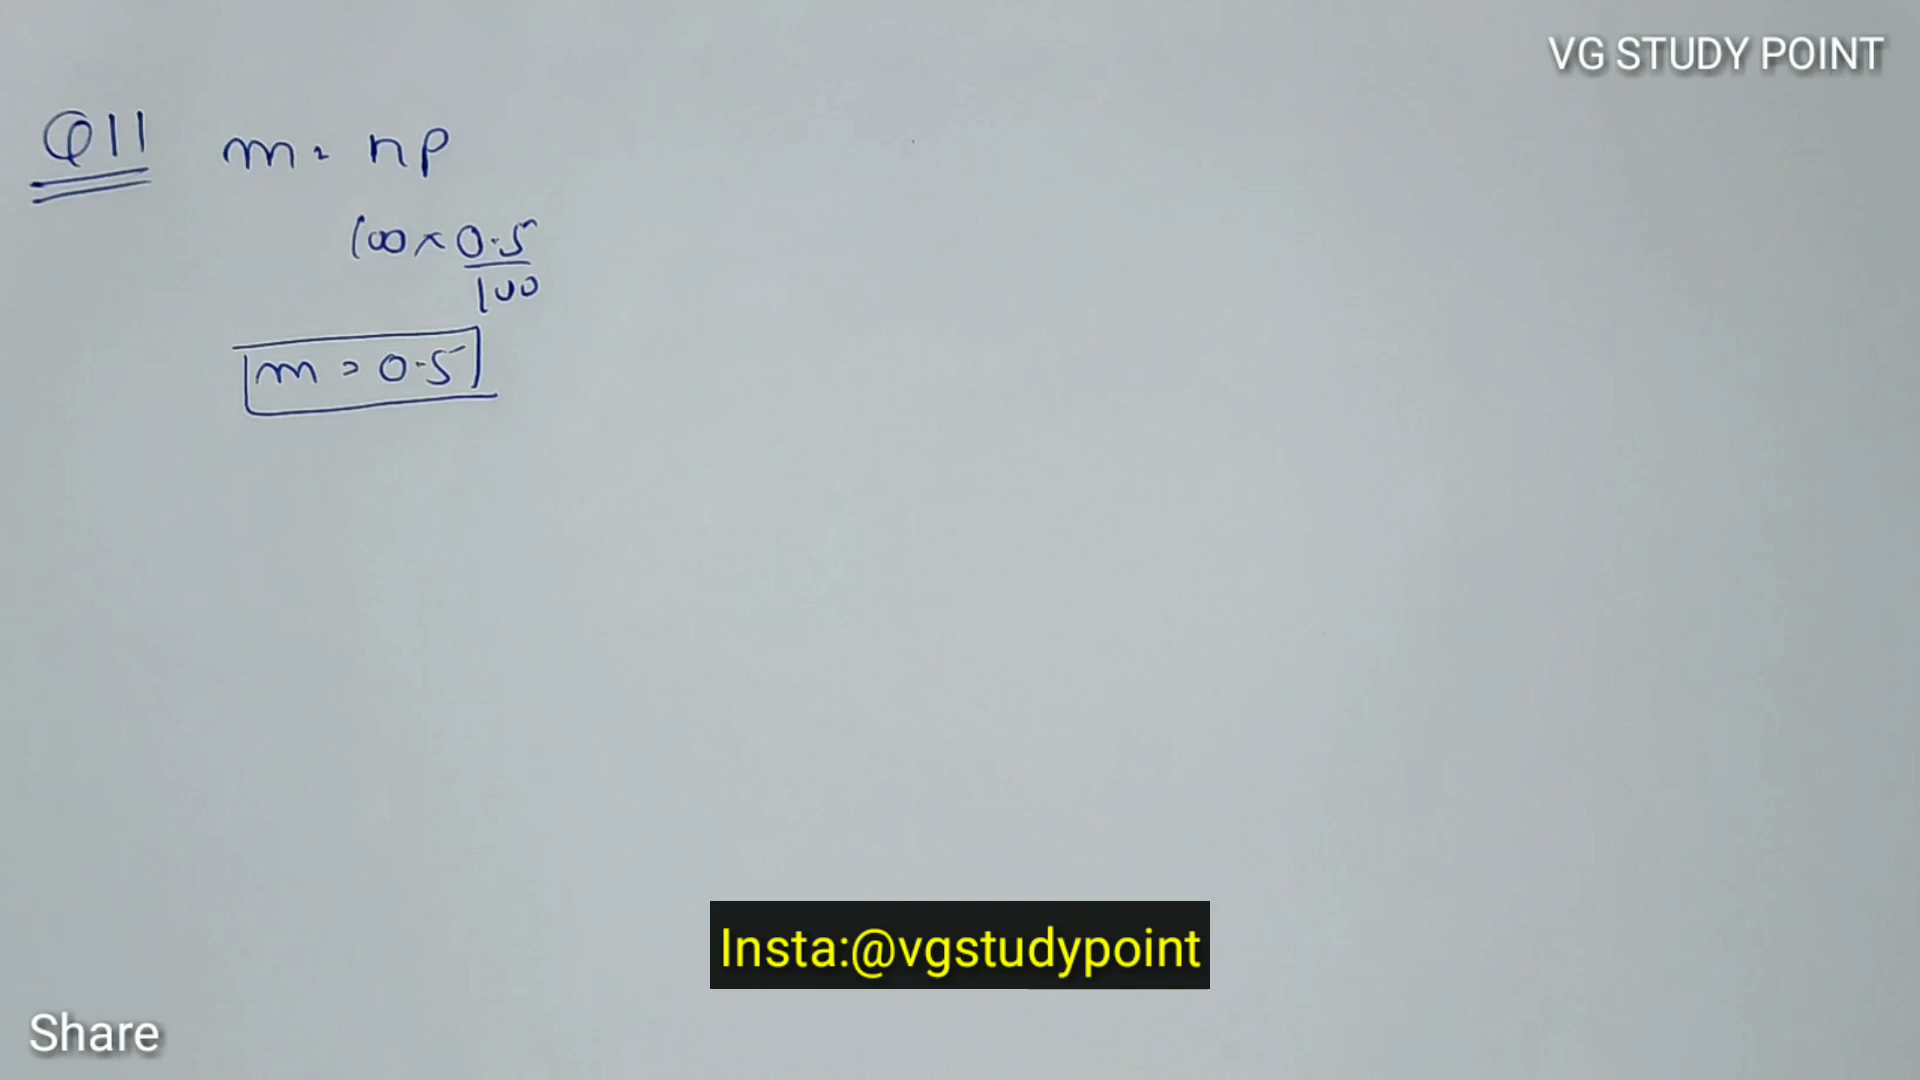 VG STUDY POINT
Q11 m = np
100 × 0.5
100
m = 0.5
Insta:@vgstudypoint
Share